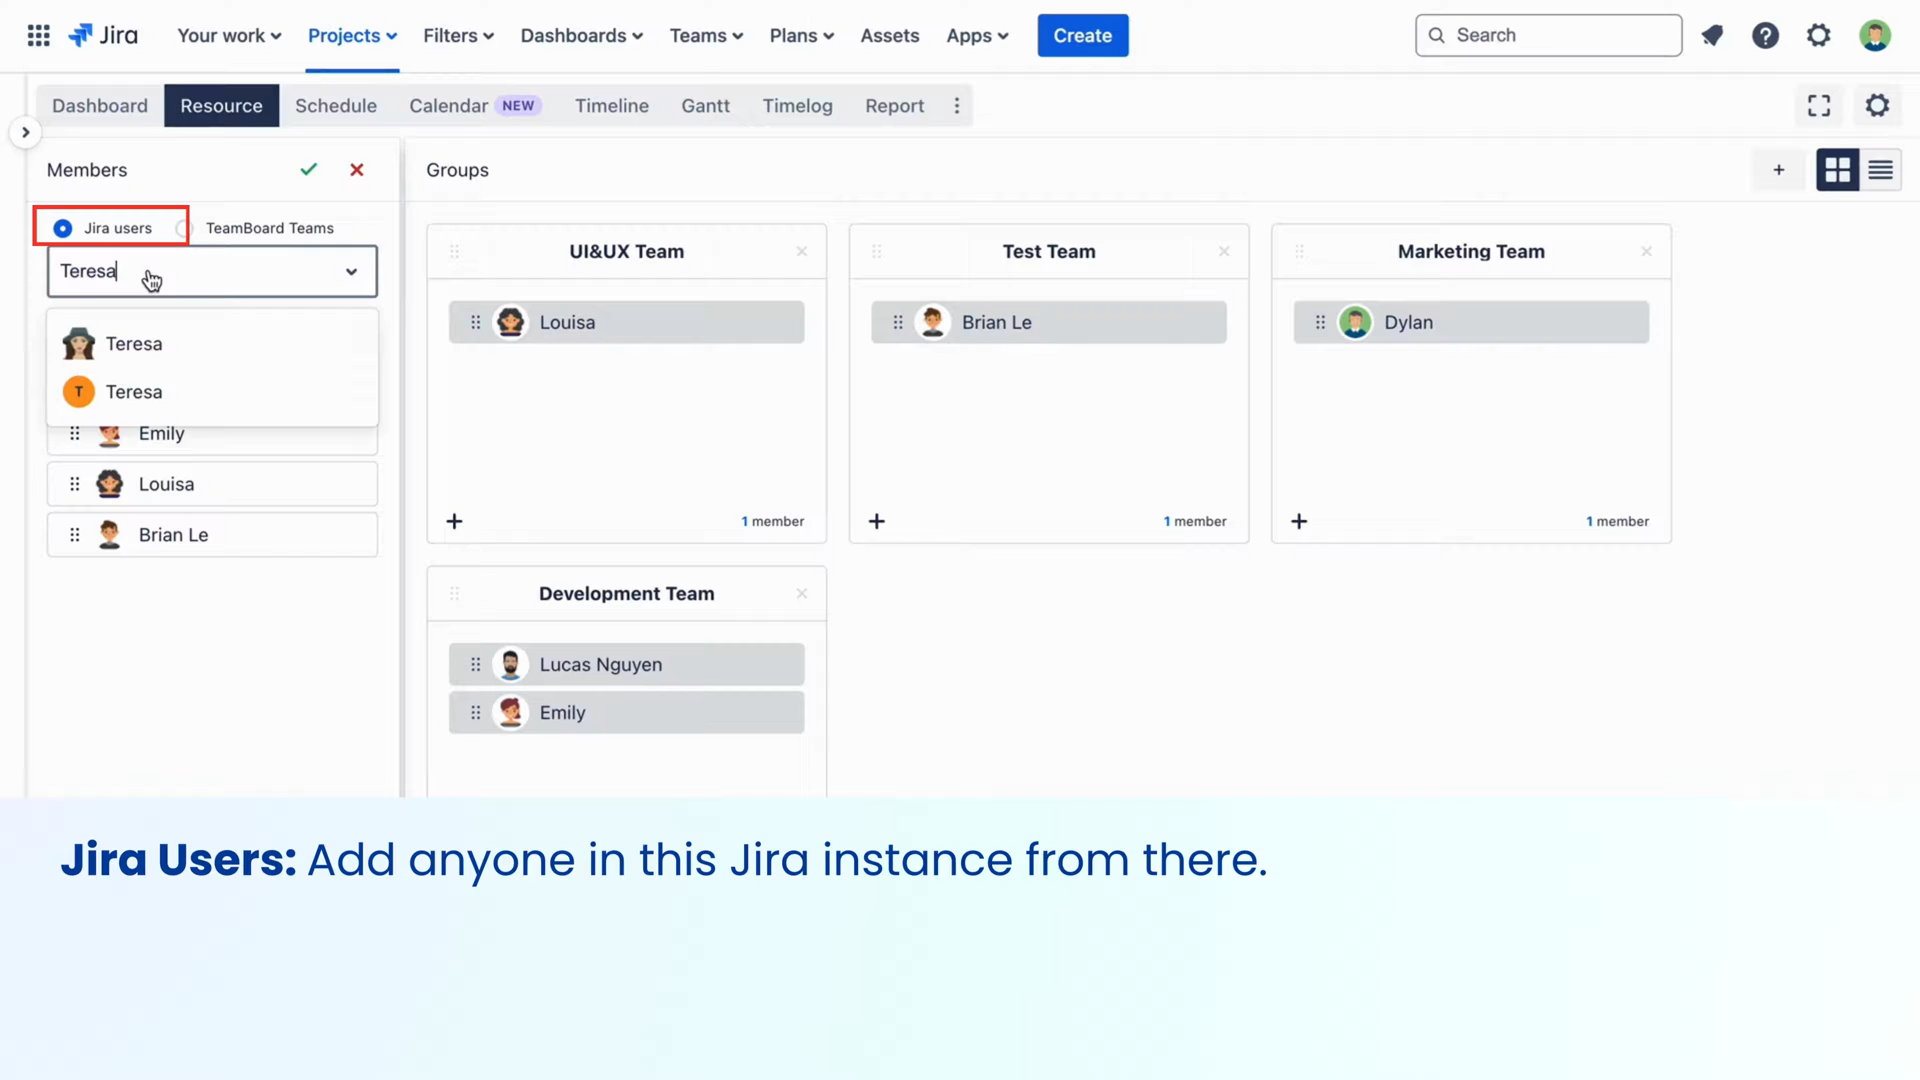 Jira Your work Projects Filters Dashboards Teams Plans Assets Apps Create Search
Dashboard Resource Schedule Calendar NEW Timeline Gantt Timelog Report
Members Groups
Jira users TeamBoard Teams
Teresa
Teresa
Teresa
Emily
Louisa
Brian Le
UI&UX Team
Louisa
1 member
Test Team
Brian Le
1 member
Marketing Team
Dylan
1 member
Development Team
Lucas Nguyen
Emily
Jira Users: Add anyone in this Jira instance from there.